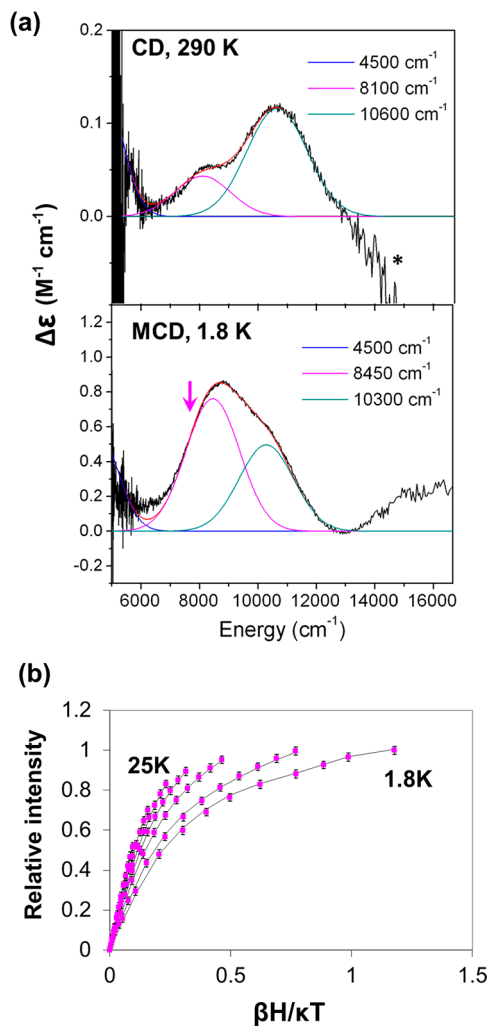 (a)
CD, 290 K
4500 cm⁻¹
8100 cm⁻¹
10600 cm⁻¹
0.2
0.1
0.0
*
Δε (M⁻¹ cm⁻¹)
MCD, 1.8 K
4500 cm⁻¹
8450 cm⁻¹
10300 cm⁻¹
1.2
1.0
0.8
0.6
0.4
0.2
0.0
-0.2
6000 8000 10000 12000 14000 16000
Energy (cm⁻¹)
(b)
Relative intensity
1.2
1
0.8
0.6
0.4
0.2
0
25K
1.8K
0 0.5 1 1.5
βH/κT